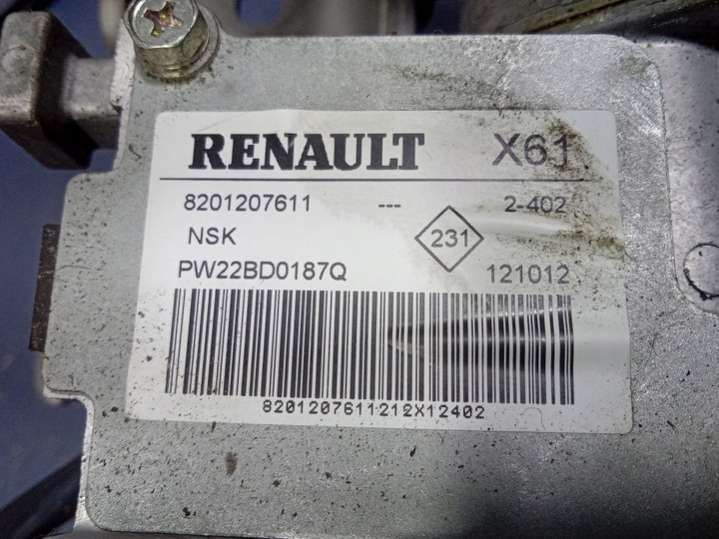 RENAULT X61
8201207611 --- 2-402
NSK 231
PW22BD0187Q 121012
8201207611212X12402